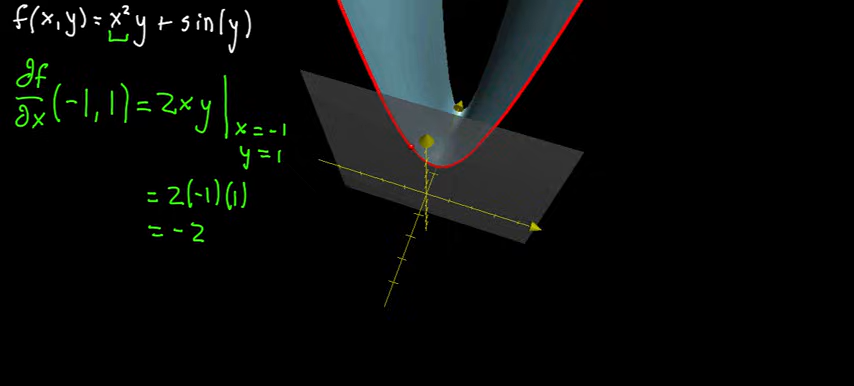 f(x,y) = x²y + sin(y)
∂f/∂x (-1, 1) = 2xy |
x = -1
y = 1
= 2(-1)(1)
= -2